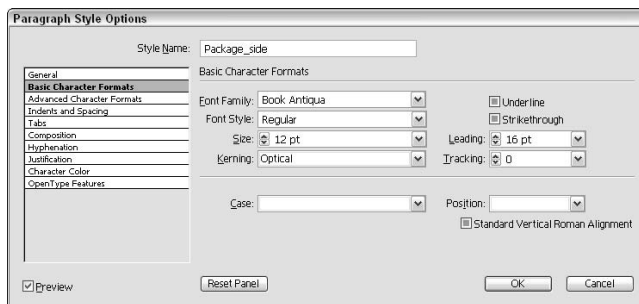 Paragraph Style Options
Style Name: Package_side
General
Basic Character Formats
Advanced Character Formats
Indents and Spacing
Tabs
Composition
Hyphenation
Justification
Character Color
OpenType Features
Basic Character Formats
Font Family: Book Antiqua
Underline
Font Style: Regular
Strikethrough
Size: 12 pt
Leading: 16 pt
Kerning: Optical
Tracking: 0
Case:
Position:
Standard Vertical Roman Alignment
Preview
Reset Panel
OK
Cancel